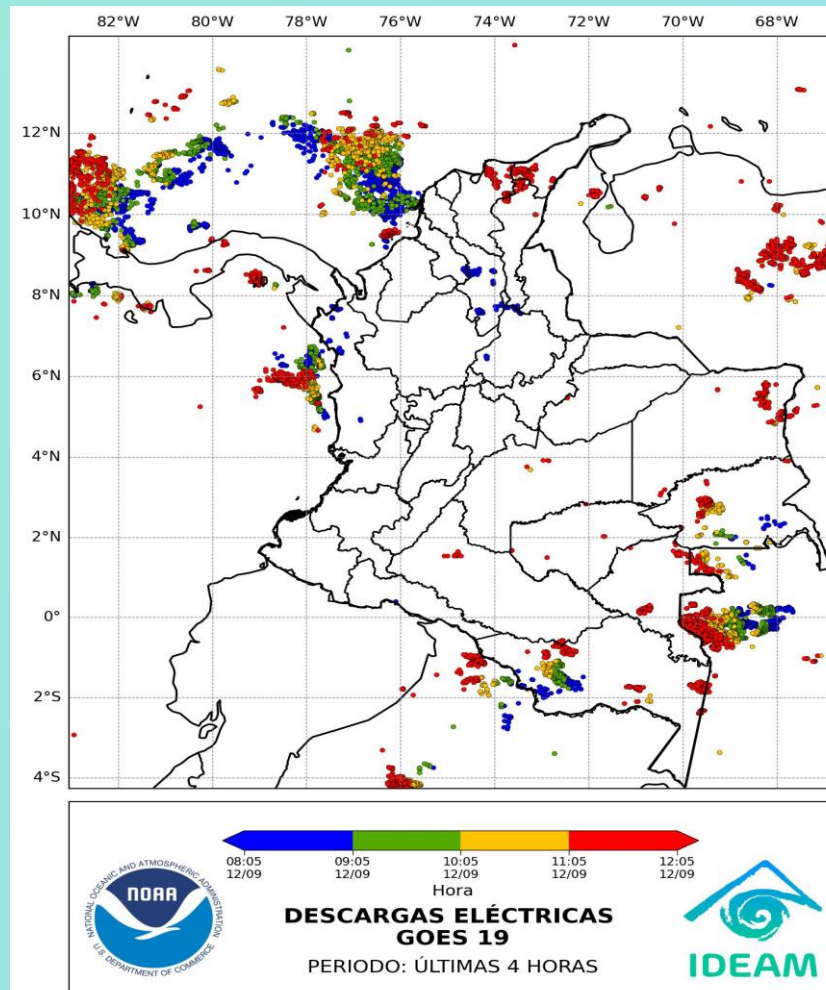 82°W 80°W 78°W 76°W 74°W 72°W 70°W 68°W
12°N
10°N
8°N
6°N
4°N
2°N
0°
2°S
4°S
08:05 09:05 10:05 11:05 12:05
12/09 12/09 12/09 12/09 12/09
Hora
DESCARGAS ELÉCTRICAS
GOES 19
PERIODO: ÚLTIMAS 4 HORAS
NATIONAL OCEANIC AND ATMOSPHERIC ADMINISTRATION
NOAA
U.S. DEPARTMENT OF COMMERCE
IDEAM